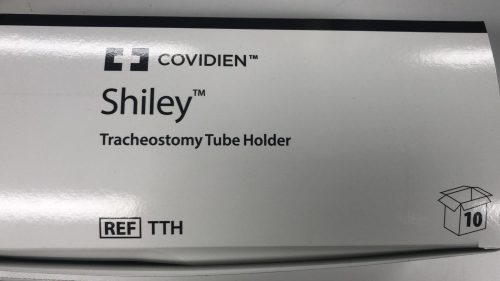 COVIDIEN™
Shiley™
Tracheostomy Tube Holder
10
REF TTH